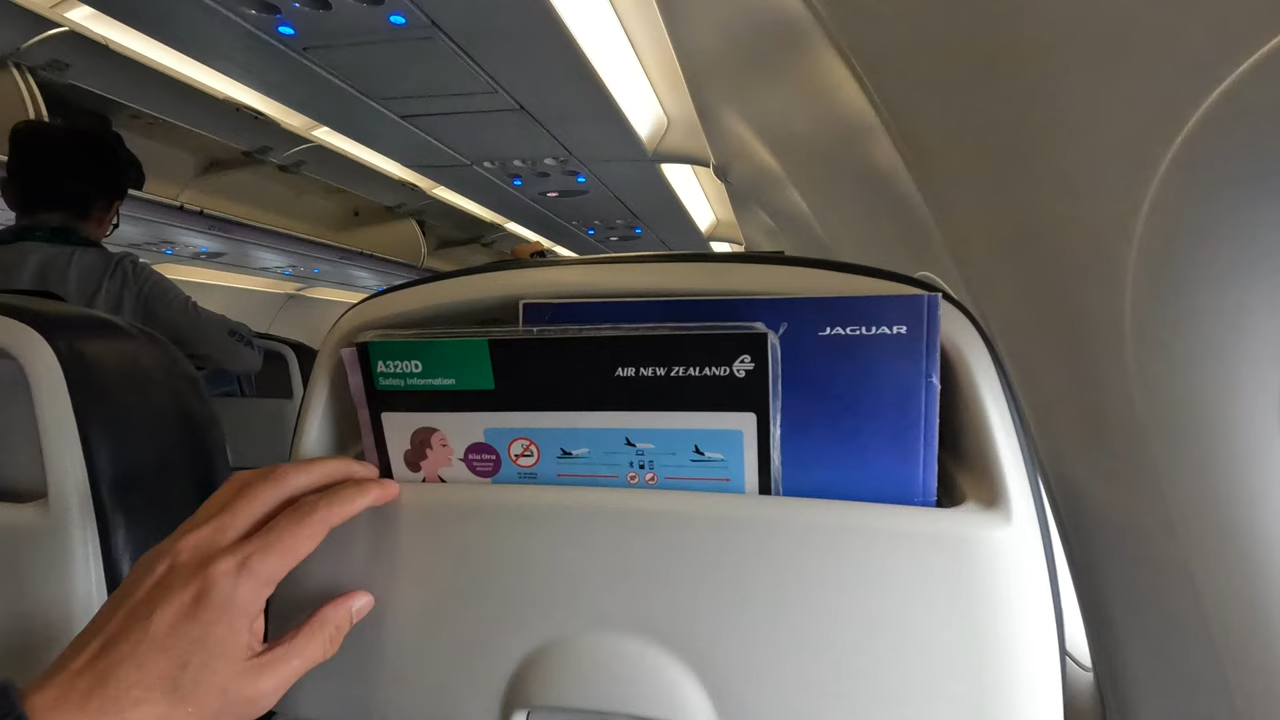 JAGUAR
A320D
Safety Information
AIR NEW ZEALAND
Kia Ora